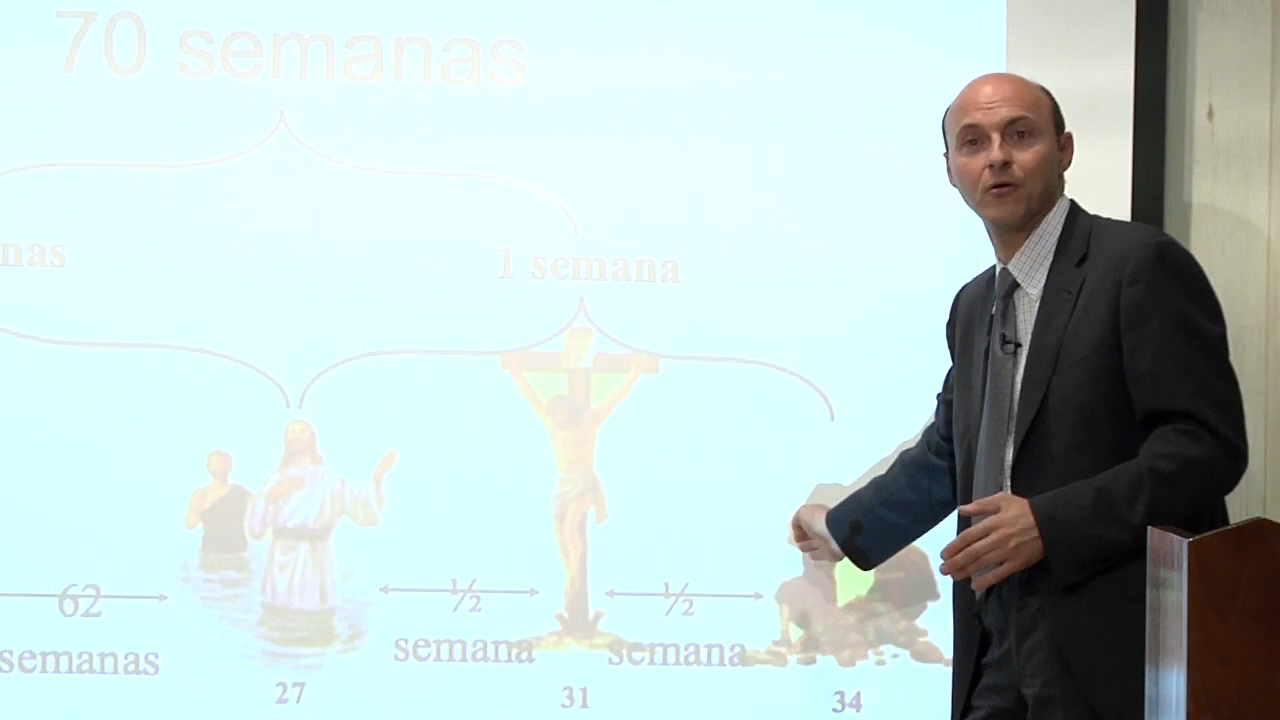 70 semanas
nas
1 semana
62
semanas
½
semana
½
semana
27
31
34